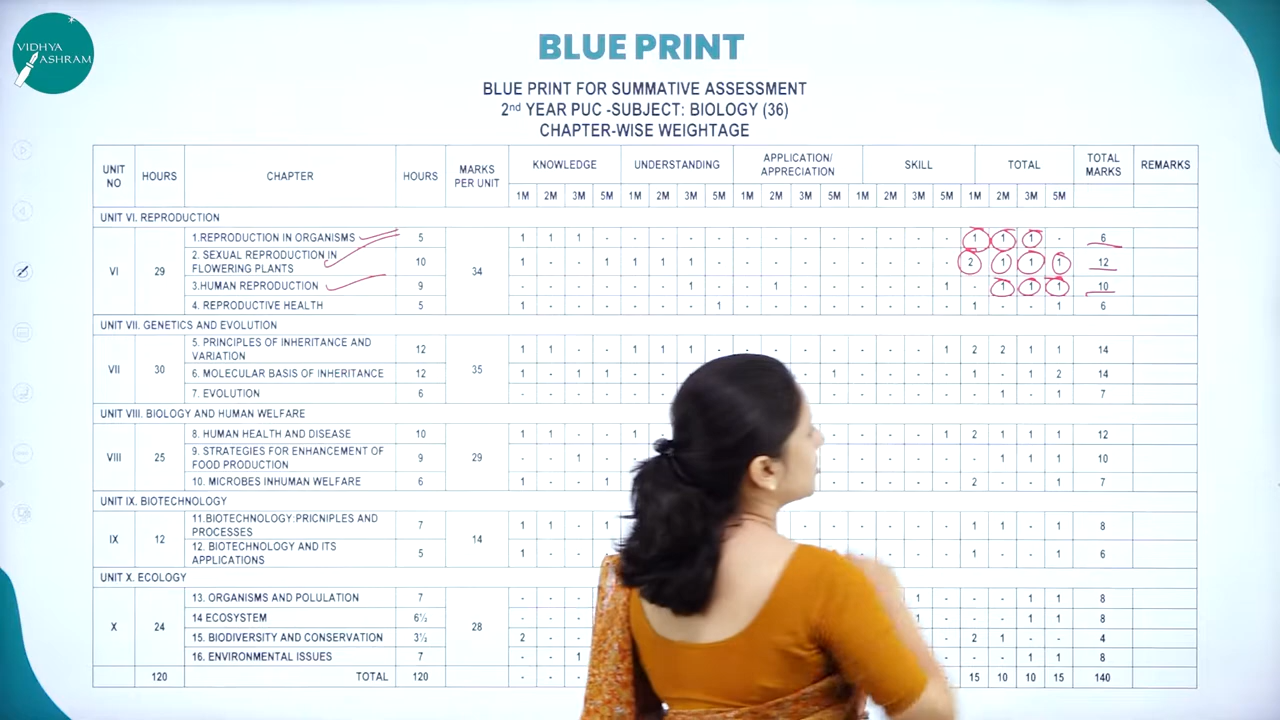 VIDHYA
ASHRAM
BLUE PRINT
BLUE PRINT FOR SUMMATIVE ASSESSMENT
2nd YEAR PUC -SUBJECT: BIOLOGY (36)
CHAPTER-WISE WEIGHTAGE
UNIT NO HOURS CHAPTER HOURS MARKS PER UNIT KNOWLEDGE UNDERSTANDING APPLICATION/ APPRECIATION SKILL TOTAL TOTAL MARKS REMARKS
1M 2M 3M 5M 1M 2M 3M 5M 1M 2M 3M 5M 1M 2M 3M 5M 1M 2M 3M 5M
UNIT VI. REPRODUCTION
VI 29 34
1.REPRODUCTION IN ORGANISMS 5 1 1 1 - - - - - - - - - - - - - 1 1 1 - 6
2. SEXUAL REPRODUCTION IN
FLOWERING PLANTS 10 1 - - 1 1 1 1 - - - - - - - - - 2 1 1 1 12
3.HUMAN REPRODUCTION 9 - - - - - - 1 - - 1 - - - - - 1 - 1 1 1 10
4. REPRODUCTIVE HEALTH 5 1 - - - - - - 1 - - - - - - - - 1 - - 1 6
UNIT VII. GENETICS AND EVOLUTION
VII 30 35
5. PRINCIPLES OF INHERITANCE AND
VARIATION 12 1 1 - - 1 1 1 - - - - - - - - 1 2 2 1 1 14
6. MOLECULAR BASIS OF INHERITANCE 12 1 - 1 1 - - 1 - - - - 1 - 1 2 14
7. EVOLUTION 6 - - - - - - - - - - - - 1 - 1 7
UNIT VIII. BIOLOGY AND HUMAN WELFARE
VIII 25 29
8. HUMAN HEALTH AND DISEASE 10 1 1 - - 1 - - - - 1 2 1 1 1 12
9. STRATEGIES FOR ENHANCEMENT OF
FOOD PRODUCTION 9 - - 1 - - - - - - - - 1 1 1 10
10. MICROBES INHUMAN WELFARE 6 1 - - 1 - - - - - - 2 - - 1 7
UNIT IX. BIOTECHNOLOGY
IX 12 14
11.BIOTECHNOLOGY:PRICNIPLES AND
PROCESSES 7 1 1 - 1 - - - - - - 1 1 - 1 8
12. BIOTECHNOLOGY AND ITS
APPLICATIONS 5 1 - - - - - - 1 - - 1 6
UNIT X. ECOLOGY
X 24 28
13. ORGANISMS AND POLULATION 7 - - - - 1 - - - 1 1 8
14 ECOSYSTEM 6½ - - - - 1 - - - 1 1 8
15. BIODIVERSITY AND CONSERVATION 3½ 2 - - - - - 2 1 - - 4
16. ENVIRONMENTAL ISSUES 7 - - 1 - - - - 1 1 8
120 TOTAL 120 - - - - - 15 10 10 15 140